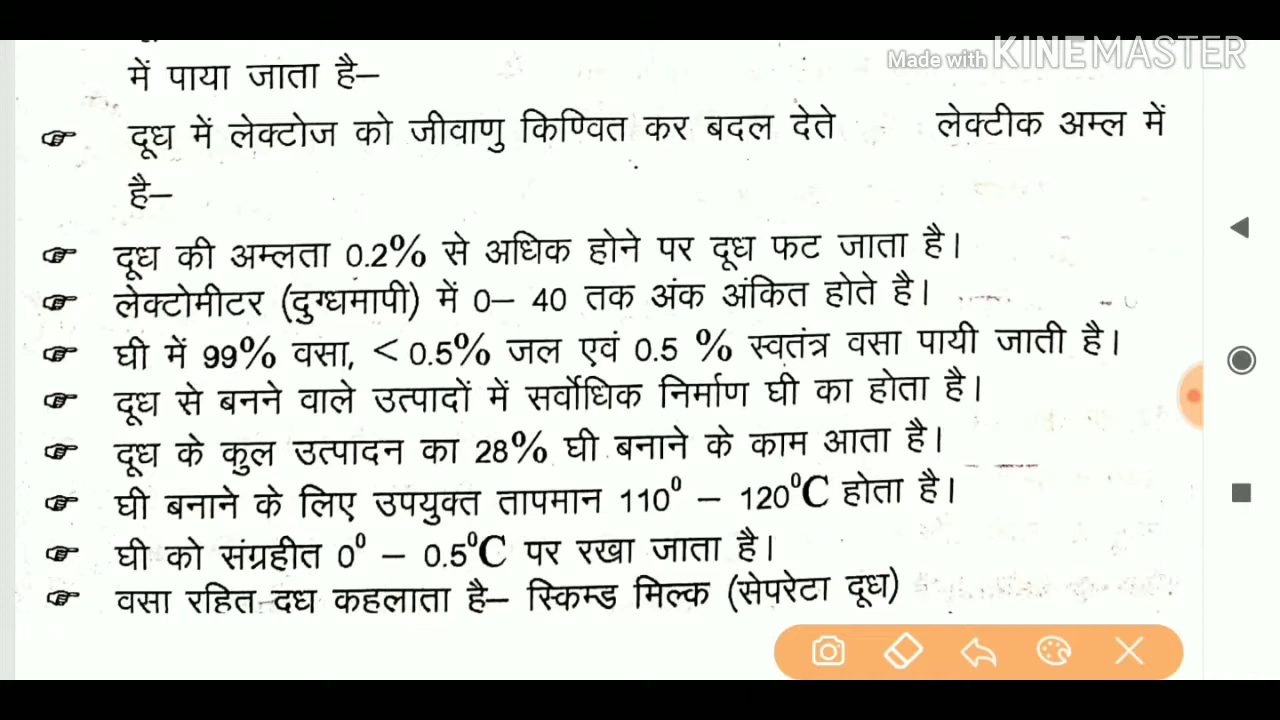 Made with KINEMASTER
में पाया जाता है–
दूध में लेक्टोज को जीवाणु किण्वित कर बदल देते लेक्टीक अम्ल में
है–
दूध की अम्लता 0.2% से अधिक होने पर दूध फट जाता है।
लेक्टोमीटर (दुग्धमापी) में 0– 40 तक अंक अंकित होते है।
घी में 99% वसा, < 0.5% जल एवं 0.5 % स्वतंत्र वसा पायी जाती है।
दूध से बनने वाले उत्पादों में सर्वोधिक निर्माण घी का होता है।
दूध के कुल उत्पादन का 28% घी बनाने के काम आता है।
घी बनाने के लिए उपयुक्त तापमान 110⁰ – 120⁰C होता है।
घी को संग्रहीत 0⁰ – 0.5⁰C पर रखा जाता है।
वसा रहित दध कहलाता है– स्किम्ड मिल्क (सेपरेटा दूध)